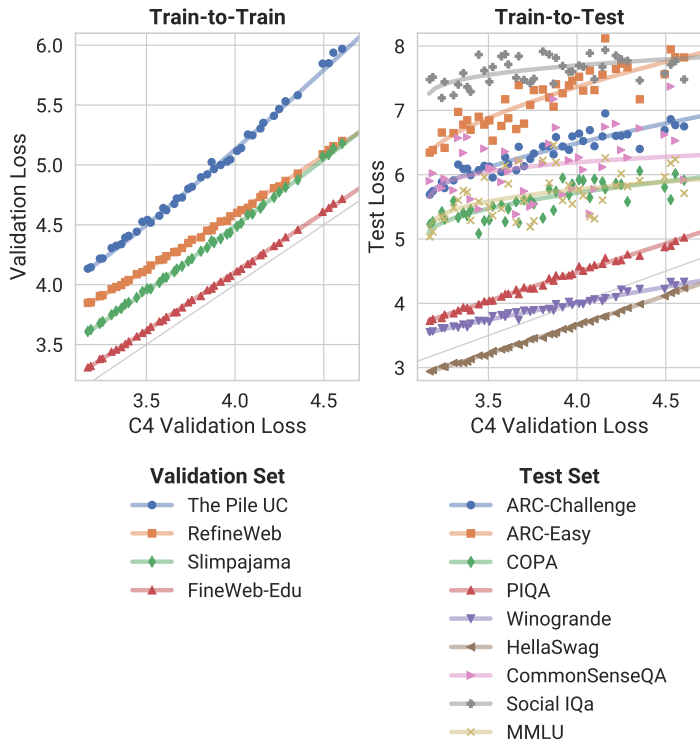 Train-to-Train
Train-to-Test
6.0
5.5
5.0
4.5
4.0
3.5
Validation Loss
3.5
4.0
4.5
C4 Validation Loss
8
7
6
5
4
3
Test Loss
3.5
4.0
4.5
C4 Validation Loss
Validation Set
The Pile UC
RefineWeb
Slimpajama
FineWeb-Edu
Test Set
ARC-Challenge
ARC-Easy
COPA
PIQA
Winogrande
HellaSwag
CommonSenseQA
Social IQa
MMLU